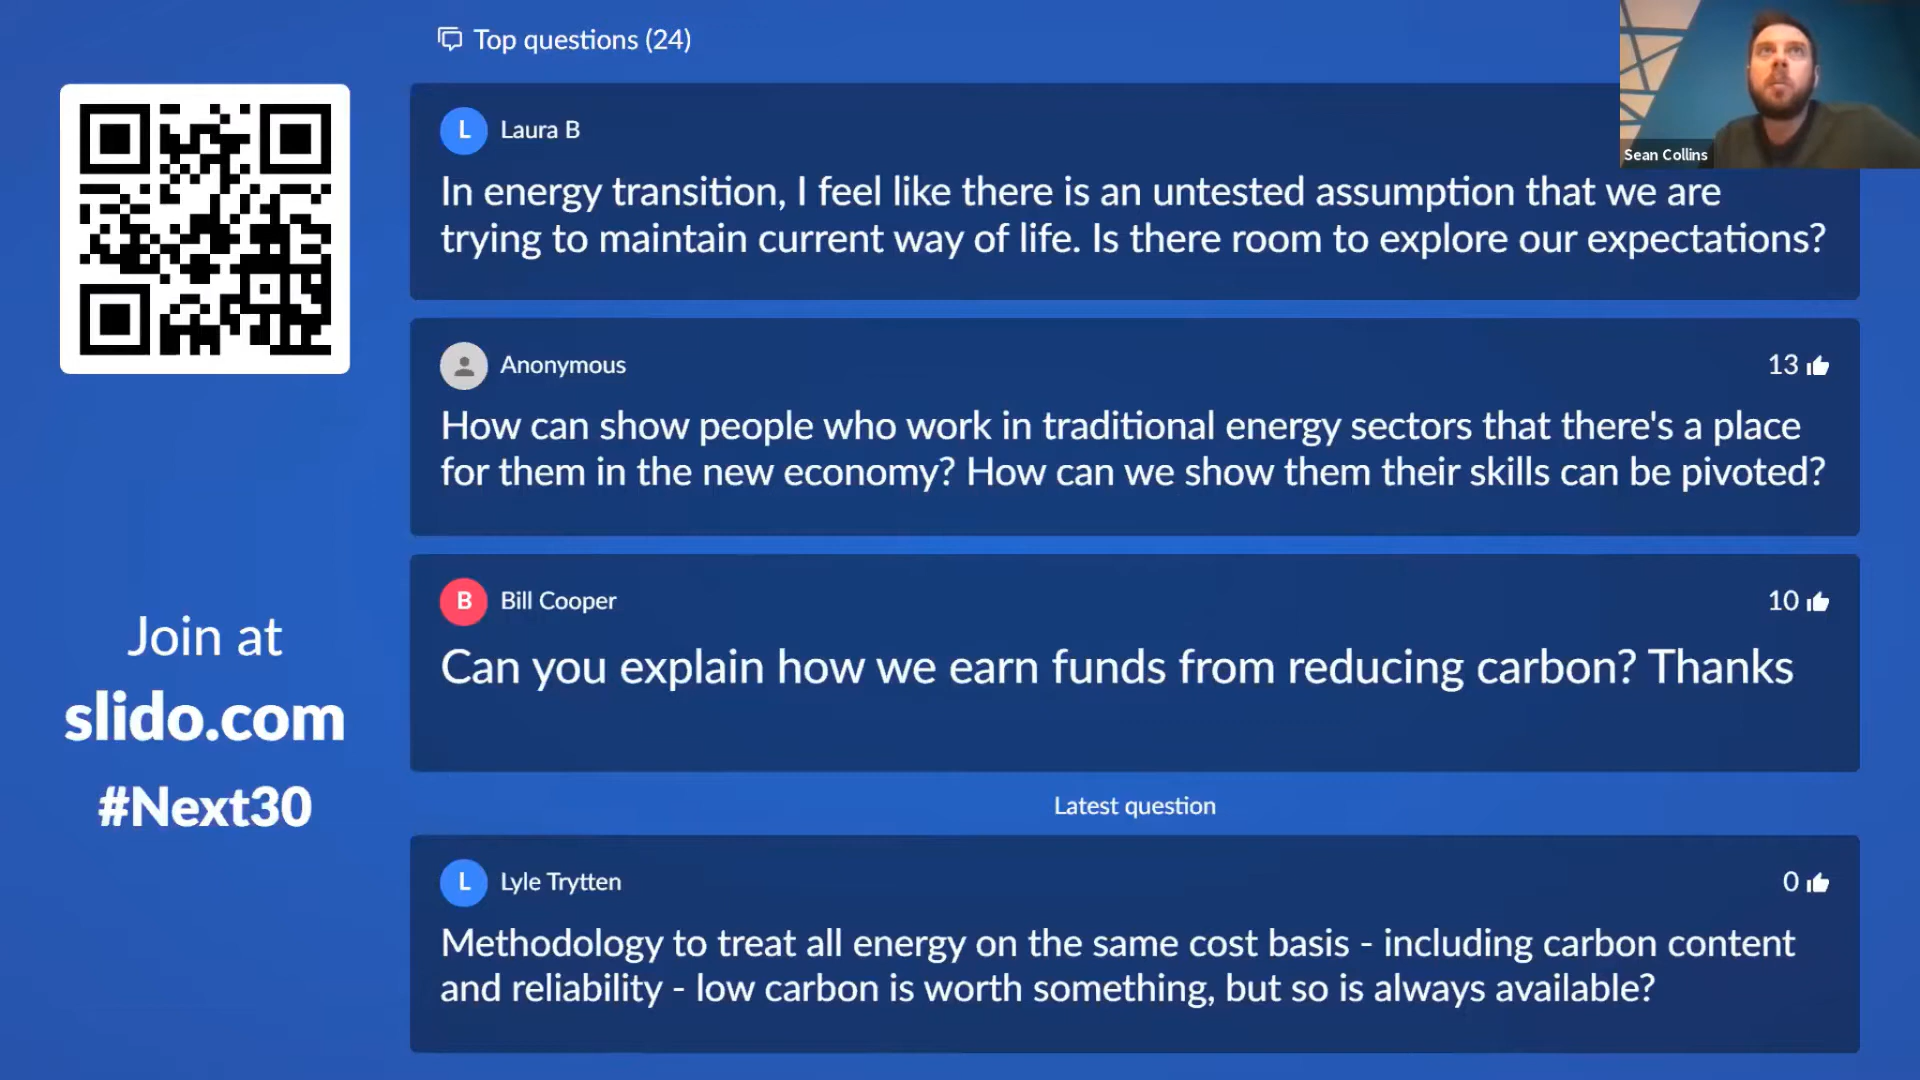 Top questions (24)
Sean Collins
L Laura B
In energy transition, I feel like there is an untested assumption that we are
trying to maintain current way of life. Is there room to explore our expectations?
Anonymous 13
How can show people who work in traditional energy sectors that there's a place
for them in the new economy? How can we show them their skills can be pivoted?
B Bill Cooper 10
Can you explain how we earn funds from reducing carbon? Thanks
Join at
slido.com
#Next30
Latest question
L Lyle Trytten 0
Methodology to treat all energy on the same cost basis - including carbon content
and reliability - low carbon is worth something, but so is always available?